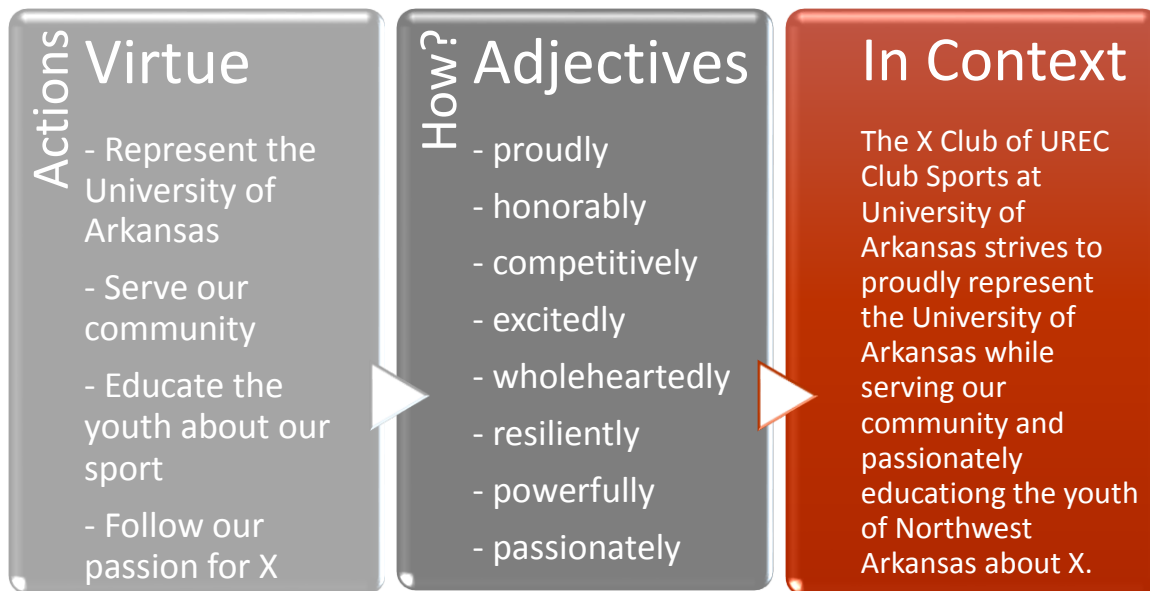 Actions
Virtue
- Represent the
University of
Arkansas
- Serve our
community
- Educate the
youth about our
sport
- Follow our
passion for X
How?
Adjectives
- proudly
- honorably
- competitively
- excitedly
- wholeheartedly
- resiliently
- powerfully
- passionately
In Context
The X Club of UREC
Club Sports at
University of
Arkansas strives to
proudly represent
the University of
Arkansas while
serving our
community and
passionately
educationg the youth
of Northwest
Arkansas about X.